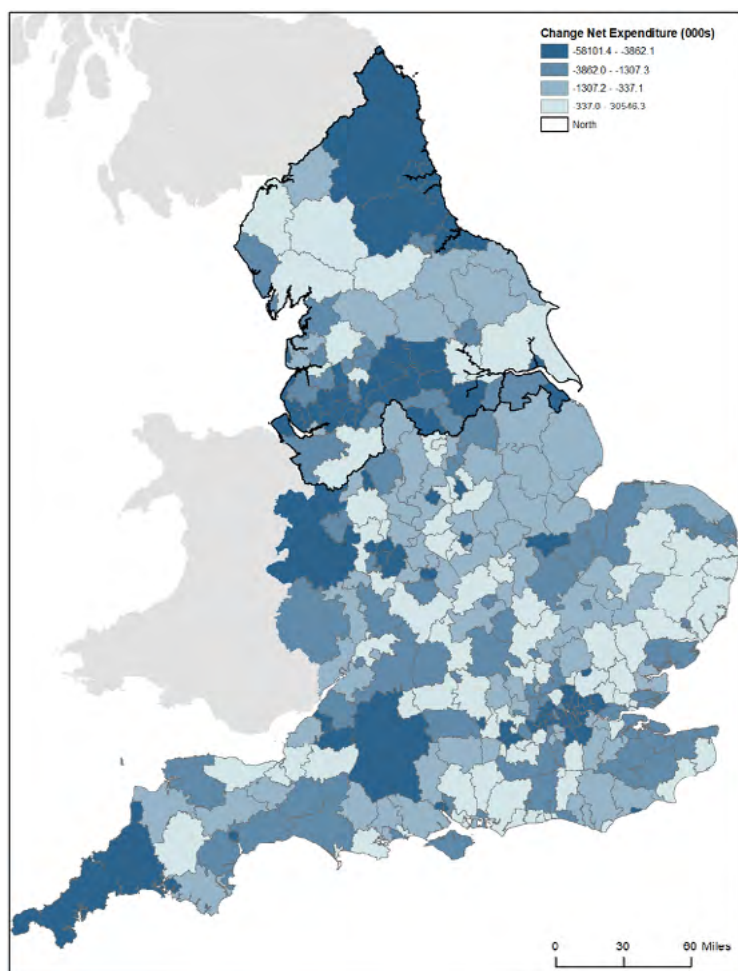 Change Net Expenditure (000s)
-58101.4 - -3862.1
-3862.0 - -1307.3
-1307.2 - -337.1
-337.0 - 30546.3
North
0 30 60 Miles